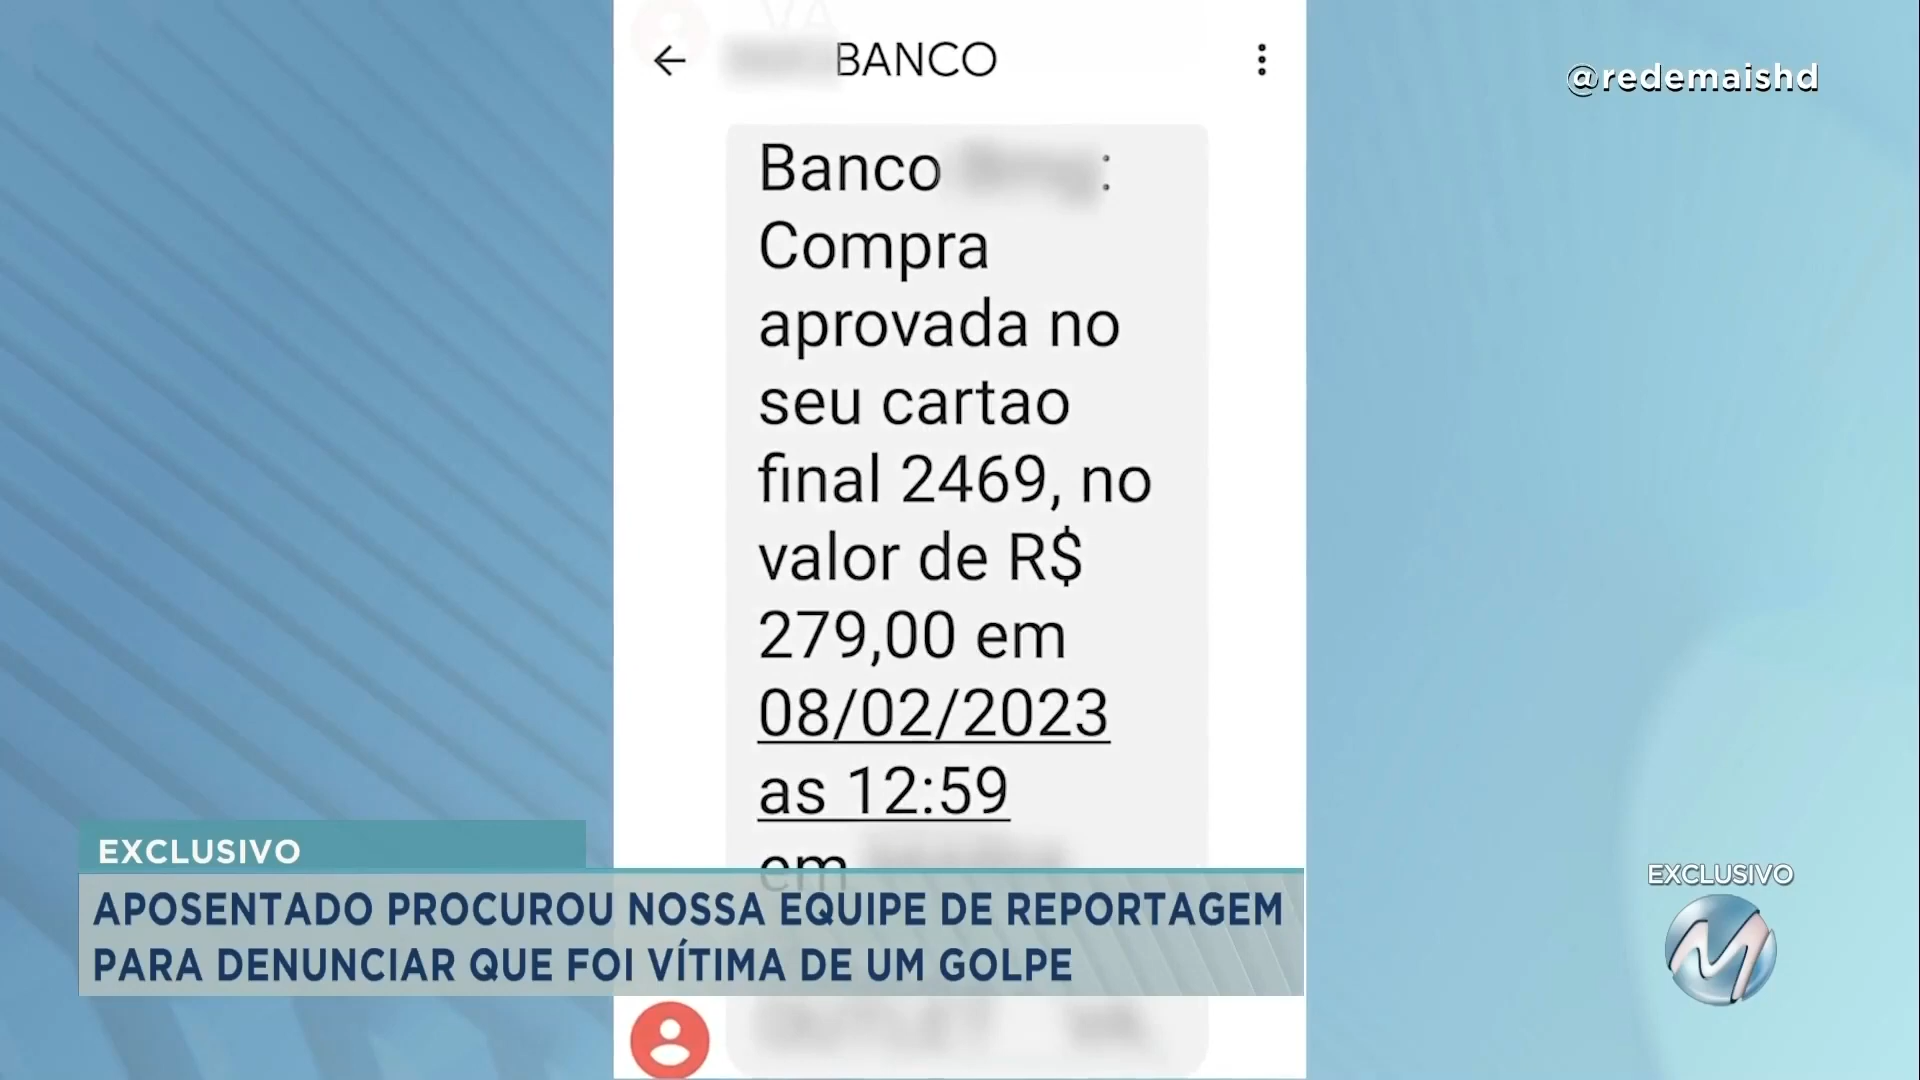 BANCO
@redemaishd
Banco :
Compra
aprovada no
seu cartao
final 2469, no
valor de R$
279,00 em
08/02/2023
as 12:59
em
EXCLUSIVO
APOSENTADO PROCUROU NOSSA EQUIPE DE REPORTAGEM
PARA DENUNCIAR QUE FOI VÍTIMA DE UM GOLPE
EXCLUSIVO
M